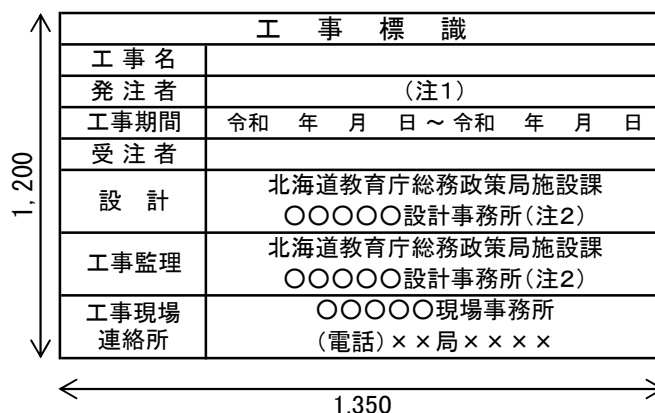 工 事 標 識
工 事 名
発 注 者 (注1)
工事期間 令和 年 月 日 ~ 令和 年 月 日
受 注 者
設 計 北海道教育庁総務政策局施設課
○○○○○設計事務所(注2)
工事監理 北海道教育庁総務政策局施設課
○○○○○設計事務所(注2)
工事現場 ○○○○○現場事務所
連絡所 (電話)××局××××
1,200
1,350